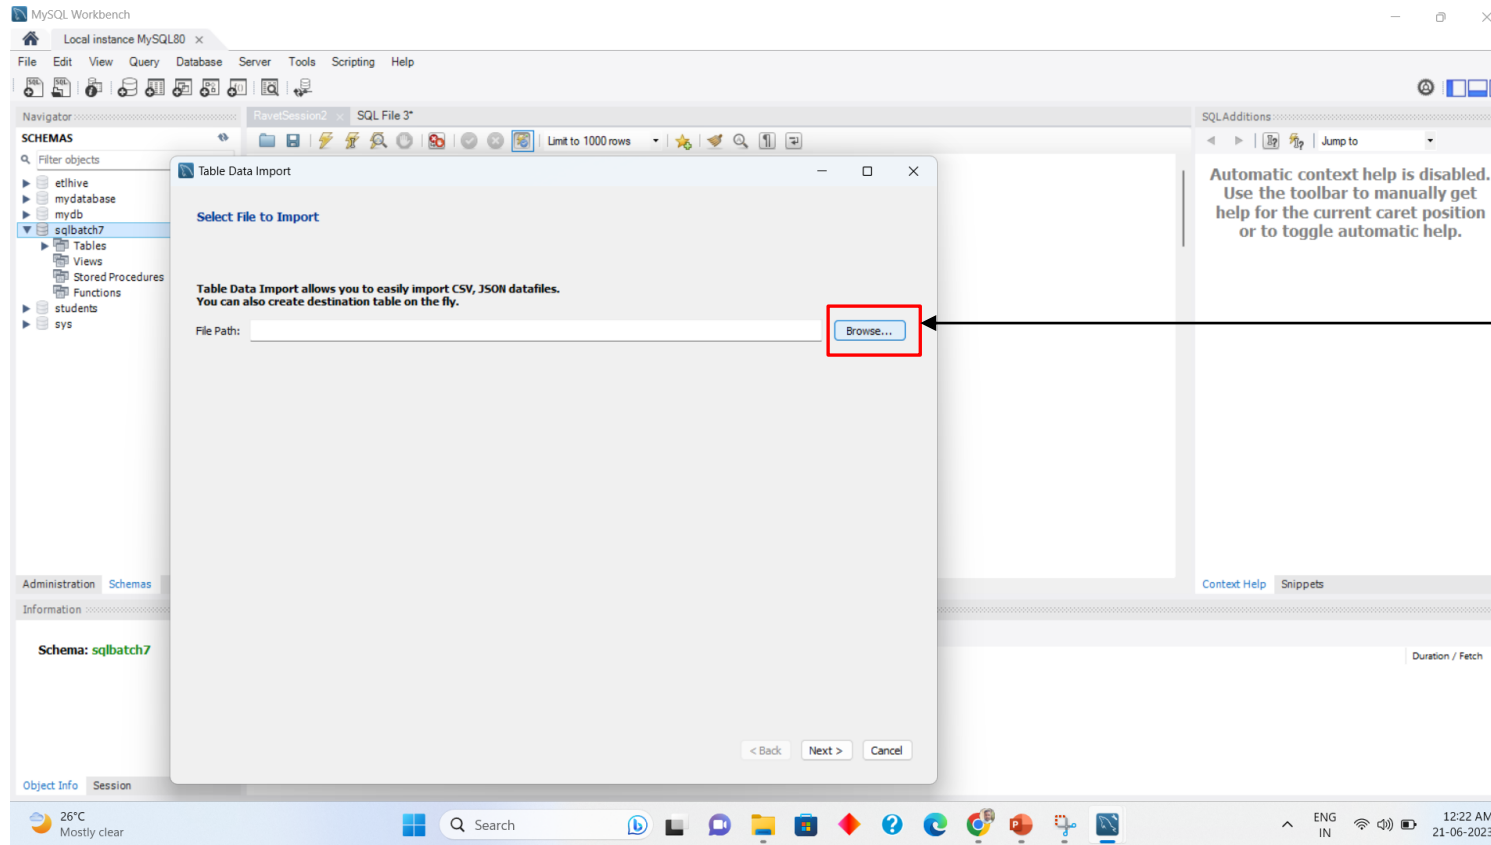 MySQL Workbench
Local instance MySQL80 ×
File Edit View Query Database Server Tools Scripting Help
Navigator
SCHEMAS
Filter objects
etlhive
mydatabase
mydb
sqlbatch7
Tables
Views
Stored Procedures
Functions
students
sys
Administration Schemas
Information
Schema: sqlbatch7
Object Info Session
RavetSession2 × SQL File 3*
Limit to 1000 rows
Table Data Import
Select File to Import
Table Data Import allows you to easily import CSV, JSON datafiles.
You can also create destination table on the fly.
File Path:
Browse...
< Back Next > Cancel
SQLAdditions
Jump to
Automatic context help is disabled.
Use the toolbar to manually get
help for the current caret position
or to toggle automatic help.
Context Help Snippets
Duration / Fetch
26°C
Mostly clear
Search
ENG
IN
12:22 AM
21-06-2023